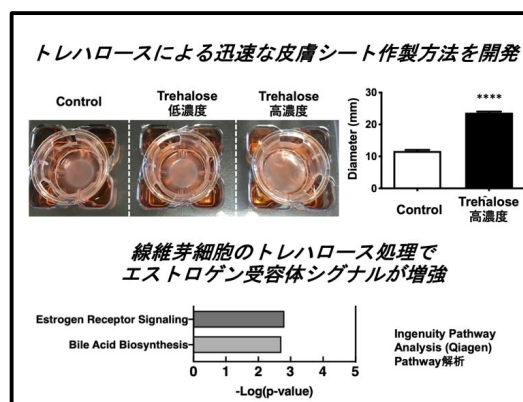 トレハロースによる迅速な皮膚シート作製方法を開発
Control
Trehalose
低濃度
Trehalose
高濃度
Diameter (mm)
30
20
10
0
****
Control
Trehalose
高濃度
線維芽細胞のトレハロース処理で
エストロゲン受容体シグナルが増強
Estrogen Receptor Signaling
Bile Acid Biosynthesis
0 1 2 3 4 5
-Log(p-value)
Ingenuity Pathway
Analysis (Qiagen)
Pathway解析